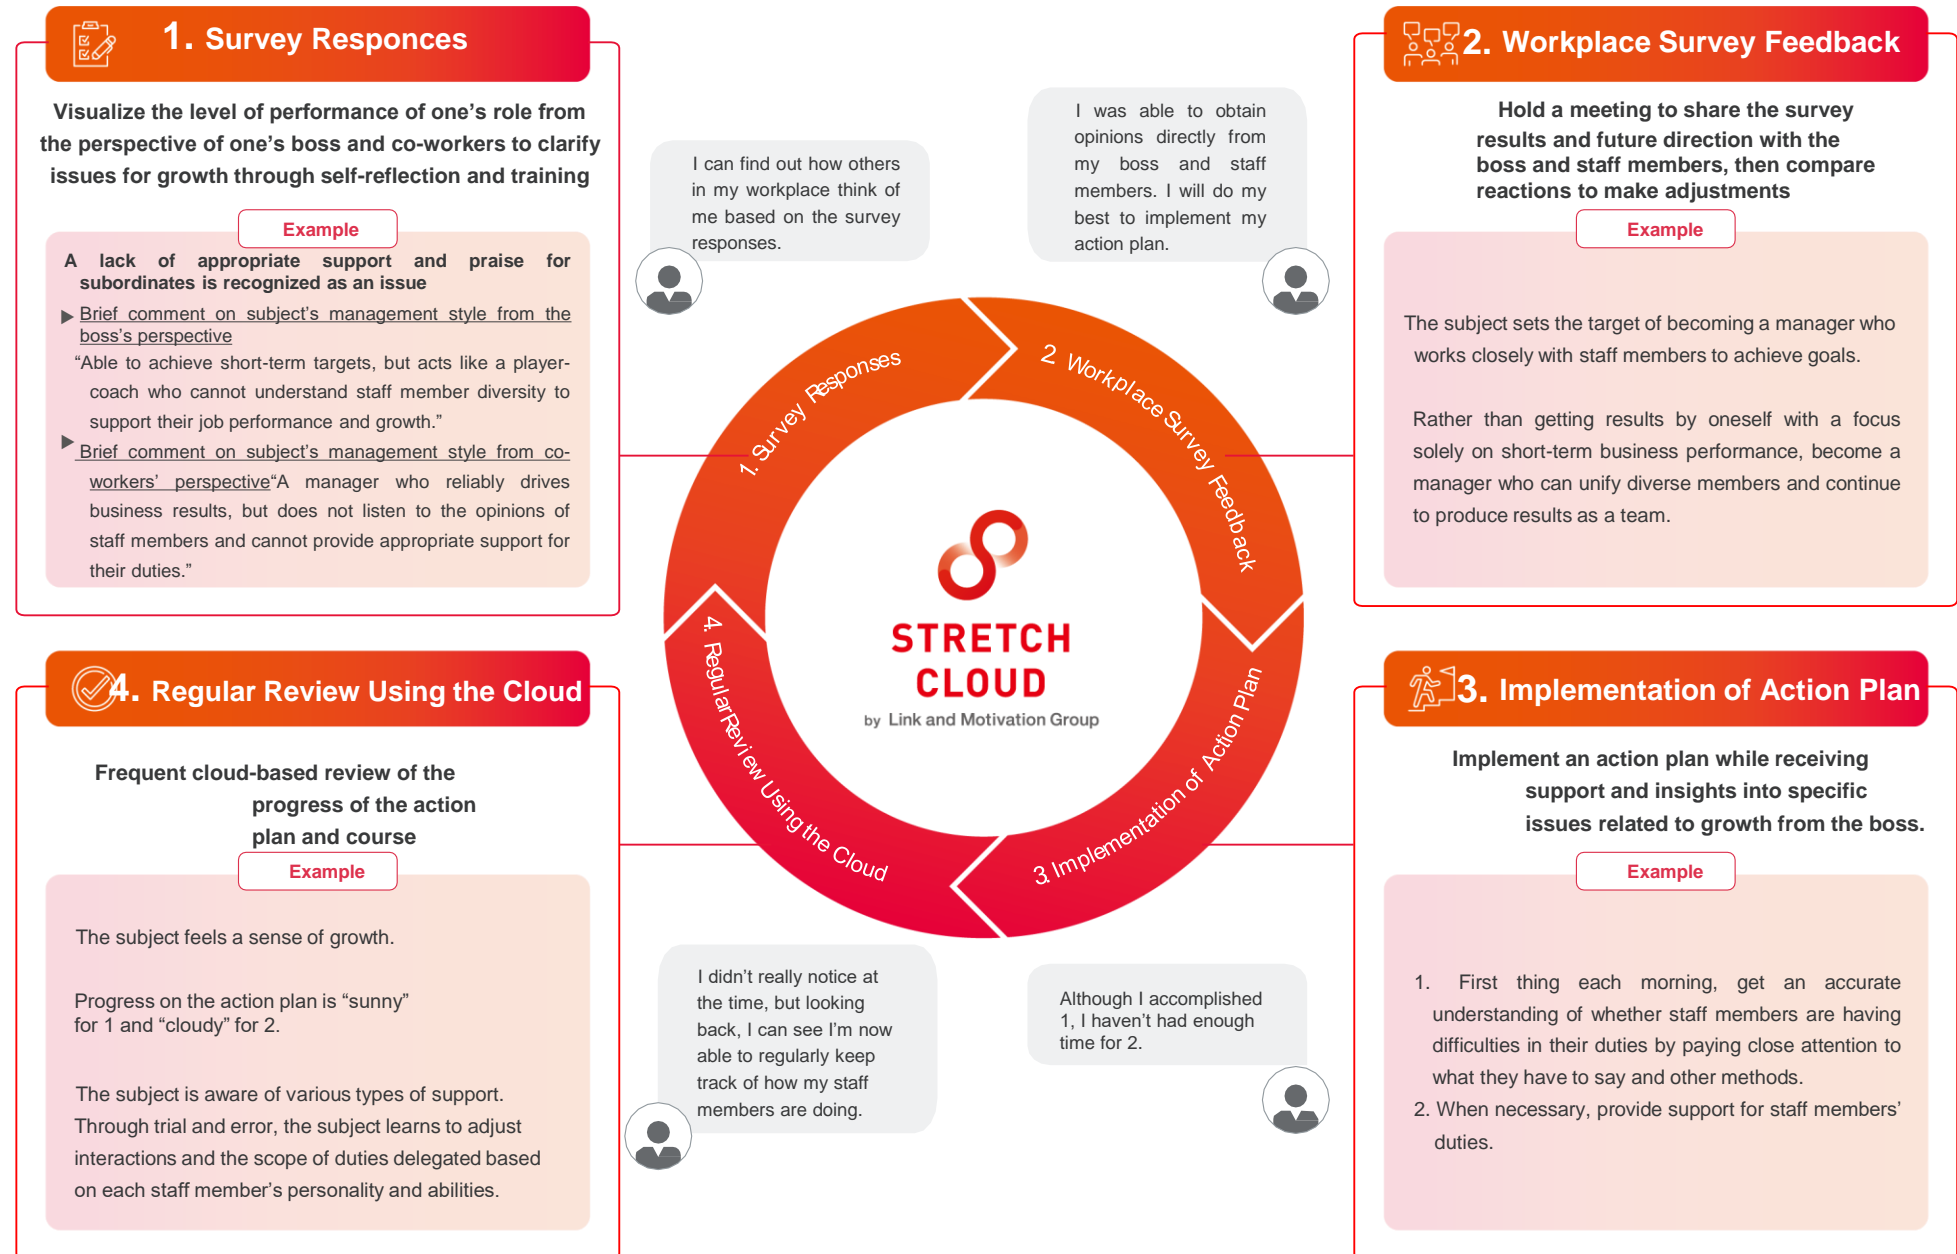 1. Survey Responces
Visualize the level of performance of one’s role from
the perspective of one’s boss and co-workers to clarify
issues for growth through self-reflection and training
Example
A lack of appropriate support and praise for
subordinates is recognized as an issue
▶ Brief comment on subject’s management style from the
boss’s perspective
“Able to achieve short-term targets, but acts like a player-
coach who cannot understand staff member diversity to
support their job performance and growth.”
▶ Brief comment on subject’s management style from co-
workers’ perspective“A manager who reliably drives
business results, but does not listen to the opinions of
staff members and cannot provide appropriate support for
their duties.”
I can find out how others
in my workplace think of
me based on the survey
responses.
I was able to obtain
opinions directly from
my boss and staff
members. I will do my
best to implement my
action plan.
2. Workplace Survey Feedback
Hold a meeting to share the survey
results and future direction with the
boss and staff members, then compare
reactions to make adjustments
Example
The subject sets the target of becoming a manager who
works closely with staff members to achieve goals.
Rather than getting results by oneself with a focus
solely on short-term business performance, become a
manager who can unify diverse members and continue
to produce results as a team.
1. Survey Responses
2 Workplace Survey Feedback
3. Implementation of Action Plan
4. Regular Review Using the Cloud
STRETCH
CLOUD
by Link and Motivation Group
4. Regular Review Using the Cloud
Frequent cloud-based review of the
progress of the action
plan and course
Example
The subject feels a sense of growth.
Progress on the action plan is “sunny”
for 1 and “cloudy” for 2.
The subject is aware of various types of support.
Through trial and error, the subject learns to adjust
interactions and the scope of duties delegated based
on each staff member’s personality and abilities.
I didn’t really notice at
the time, but looking
back, I can see I’m now
able to regularly keep
track of how my staff
members are doing.
Although I accomplished
1, I haven’t had enough
time for 2.
3. Implementation of Action Plan
Implement an action plan while receiving
support and insights into specific
issues related to growth from the boss.
Example
1. First thing each morning, get an accurate
understanding of whether staff members are having
difficulties in their duties by paying close attention to
what they have to say and other methods.
2. When necessary, provide support for staff members’
duties.